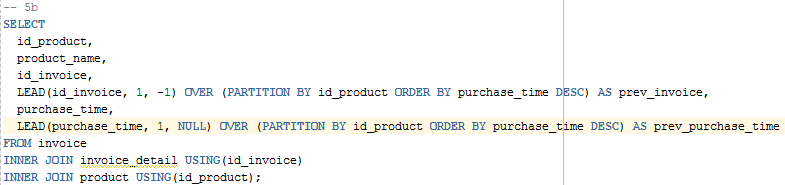 -- 5b
SELECT
id_product,
product_name,
id_invoice,
LEAD(id_invoice, 1, -1) OVER (PARTITION BY id_product ORDER BY purchase_time DESC) AS prev_invoice,
purchase_time,
LEAD(purchase_time, 1, NULL) OVER (PARTITION BY id_product ORDER BY purchase_time DESC) AS prev_purchase_time
FROM invoice
INNER JOIN invoice_detail USING(id_invoice)
INNER JOIN product USING(id_product);